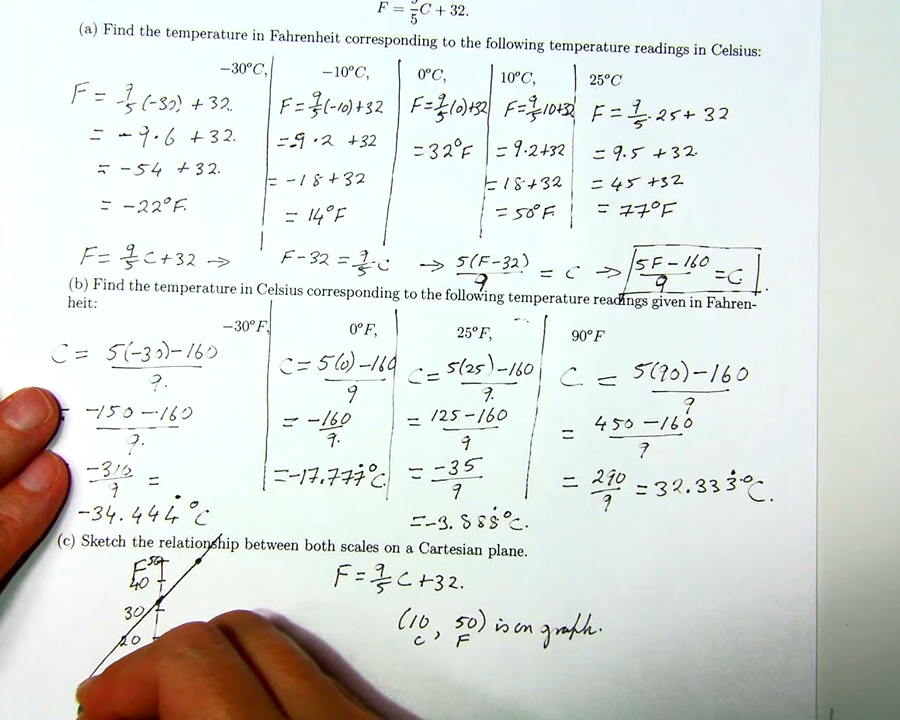 F = 9/5 C + 32.
(a) Find the temperature in Fahrenheit corresponding to the following temperature readings in Celsius:
−30°C, −10°C, 0°C, 10°C, 25°C
F = 9/5 (-30) + 32. F = 9/5 (-10) + 32 F = 9/5 (0) + 32 F = 9/5 10 + 32 F = 9/5 · 25 + 32
= -9·6 + 32. = -9·2 + 32 = 32°F = 9·2 + 32 = 9·5 + 32.
= -54 + 32. = -18 + 32 = 18 + 32 = 45 + 32
= -22°F. = 14°F = 50°F = 77°F
F = 9/5 C + 32 → F - 32 = 9/5 · C → 5(F-32)/9 = C → 5F - 160/9 = C.
(b) Find the temperature in Celsius corresponding to the following temperature readings given in Fahren-
heit:
−30°F, 0°F, 25°F, 90°F
C = 5(-30) - 160/9. C = 5(0) - 160/9 C = 5(25) - 160/9. C = 5(90) - 160/9
= -150 - 160/9. = -160/9. = 125 - 160/9 = 450 - 160/9
-310/9 = = -17.777̇°C = -35/9 = 290/9 = 32.333̇°C.
-34.444̇°C = -3.888̇°C.
(c) Sketch the relationship between both scales on a Cartesian plane.
F 50
40 F = 9/5 C + 32.
30 (10, 50) is on graph.
20 C F